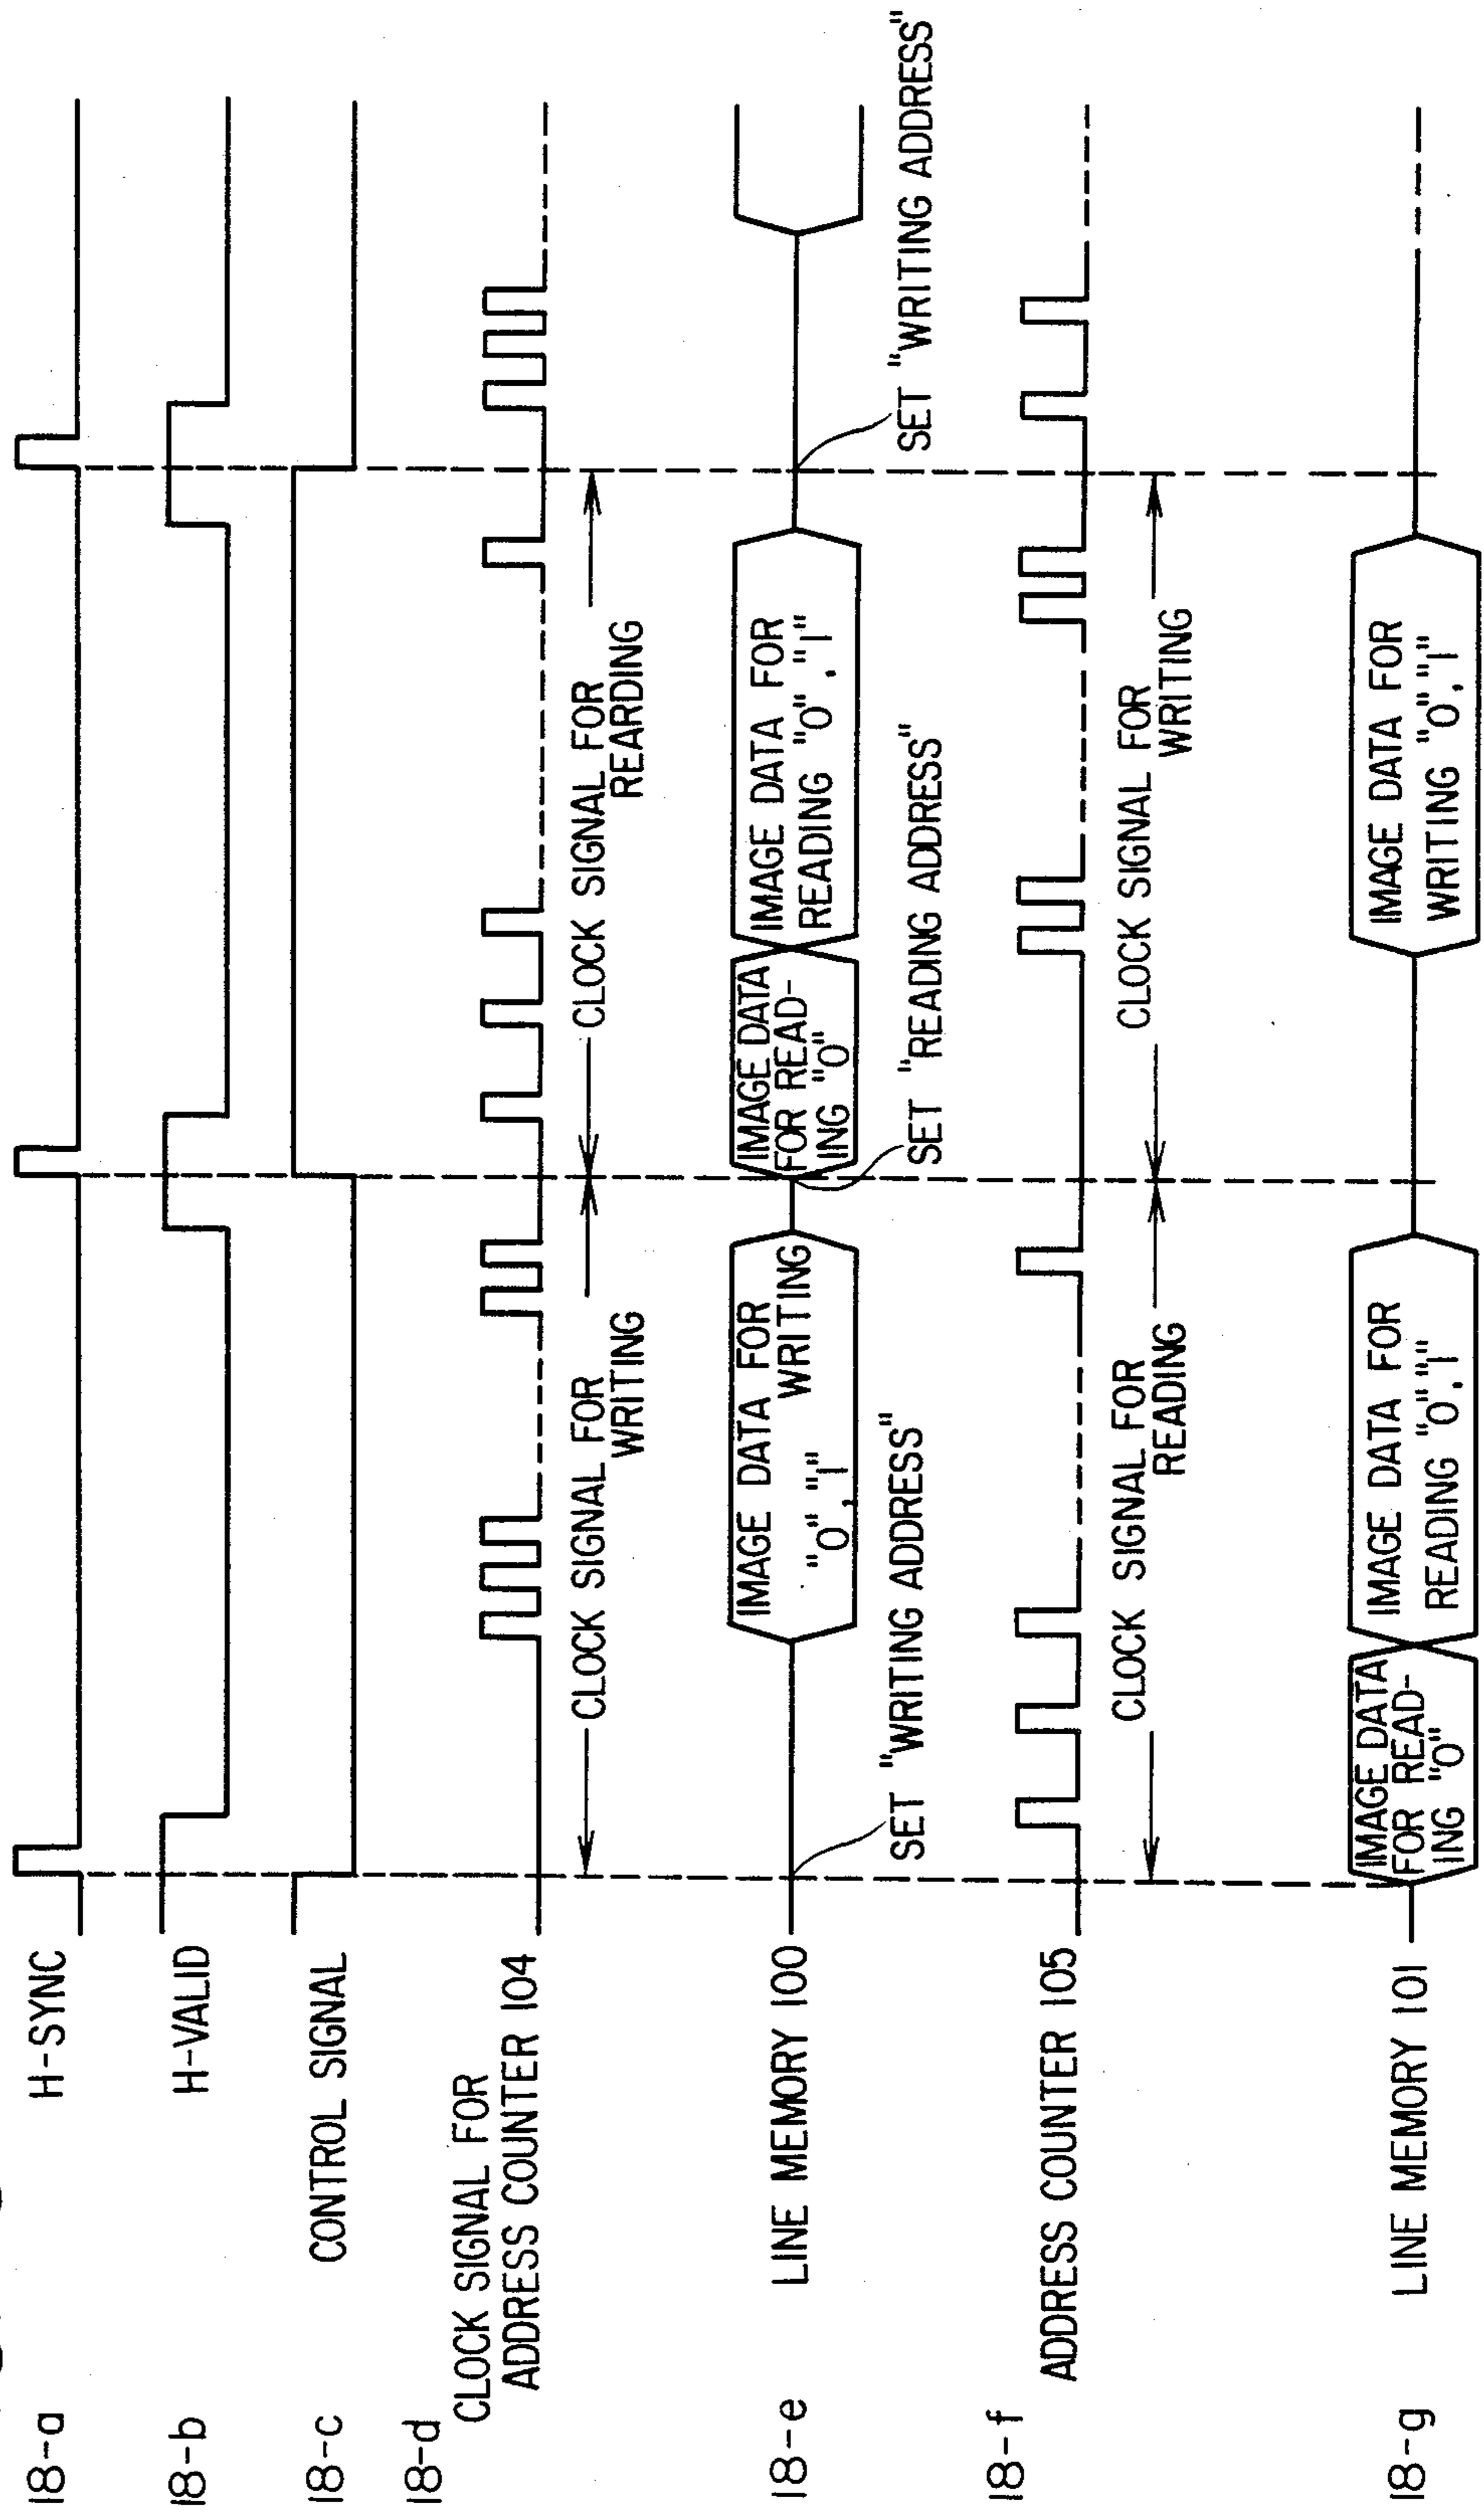 18-a H-SYNC
18-b H-VALID
18-c CONTROL SIGNAL
18-d
CLOCK SIGNAL FOR
ADDRESS COUNTER 104
CLOCK SIGNAL FOR
WRITING
CLOCK SIGNAL FOR
REARDING
18-e LINE MEMORY 100
IMAGE DATA FOR
WRITING
"0","1"
IMAGE DATA
FOR READ-
ING "0"
IMAGE DATA FOR
READING "0","1"
SET "WRITING ADDRESS"
SET "READING ADDRESS"
SET "WRITING ADDRESS"
18-f
ADDRESS COUNTER 105
CLOCK SIGNAL FOR
READING
CLOCK SIGNAL FOR
WRITING
18-g LINE MEMORY 101
IMAGE DATA
FOR READ-
ING "0"
IMAGE DATA FOR
READING "0","1"
IMAGE DATA FOR
WRITING "0","1"